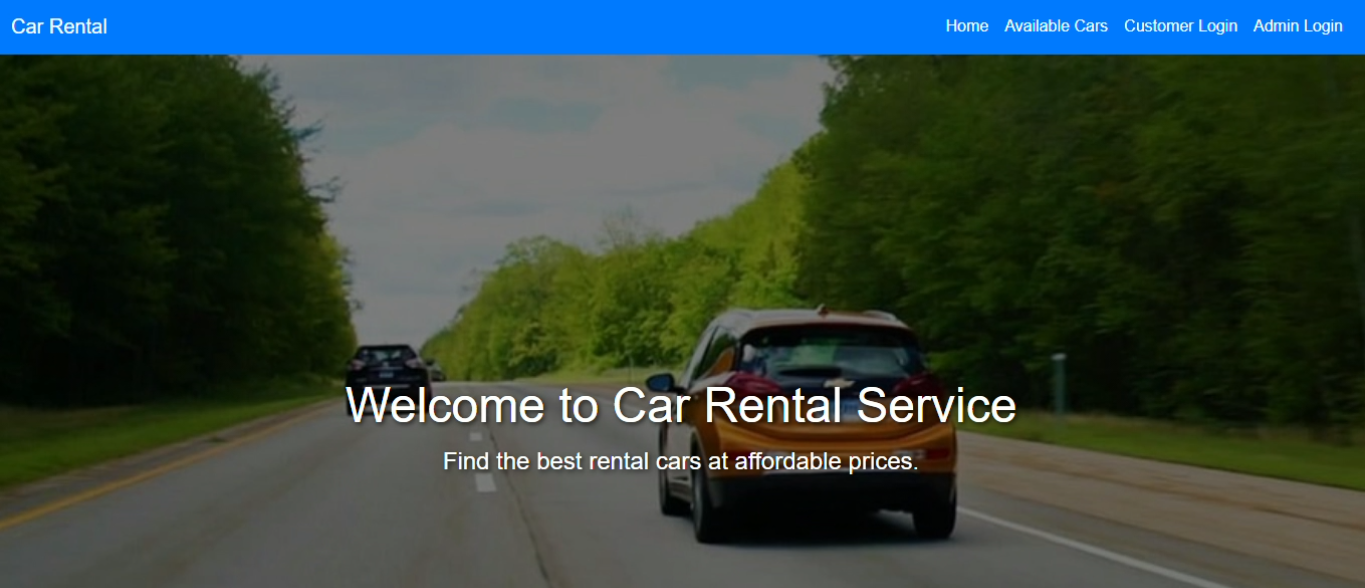 Car Rental
Home Available Cars Customer Login Admin Login
Welcome to Car Rental Service
Find the best rental cars at affordable prices.